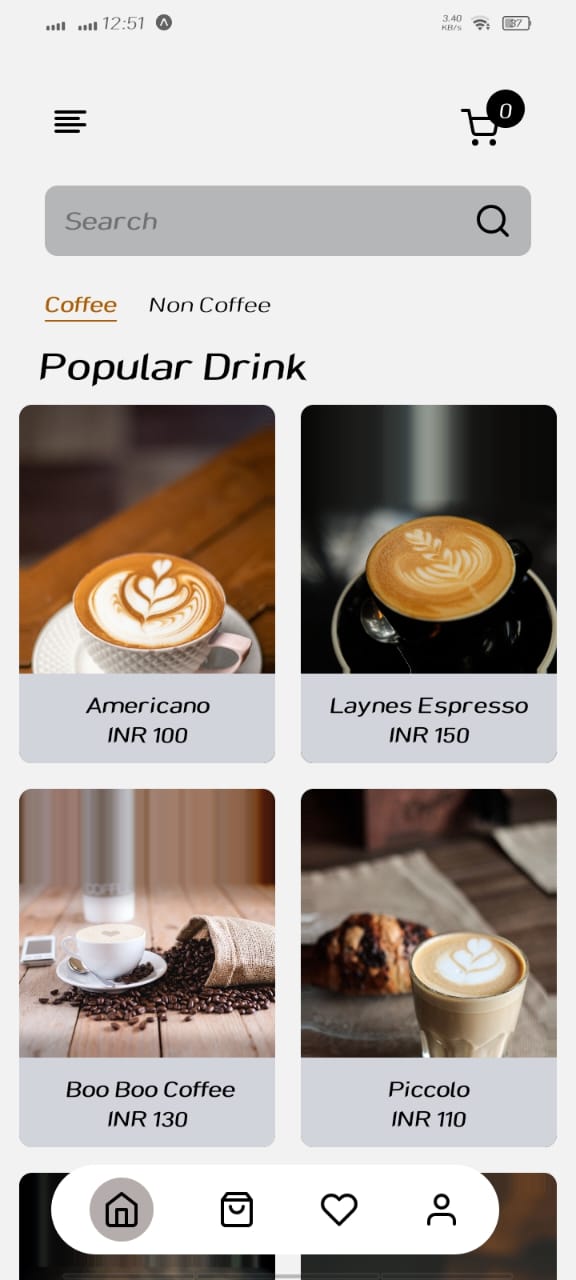 12:51
3.40
KB/s
37
0
Search
Coffee Non Coffee
Popular Drink
Americano
INR 100
Laynes Espresso
INR 150
Boo Boo Coffee
INR 130
Piccolo
INR 110